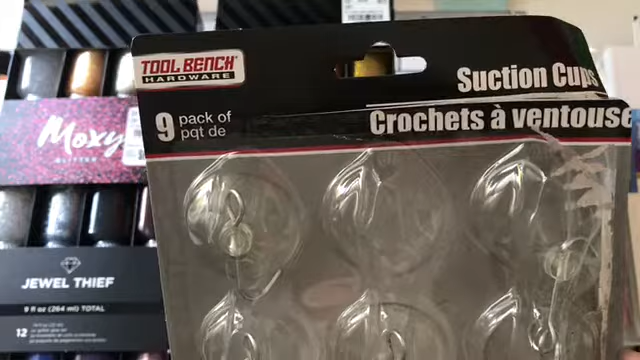 TOOL BENCH
HARDWARE
Suction Cups
9 pack of
pqt de
Crochets à ventouse
Moxy
GLITTER
JEWEL THIEF
9 fl oz (264 ml) TOTAL
12